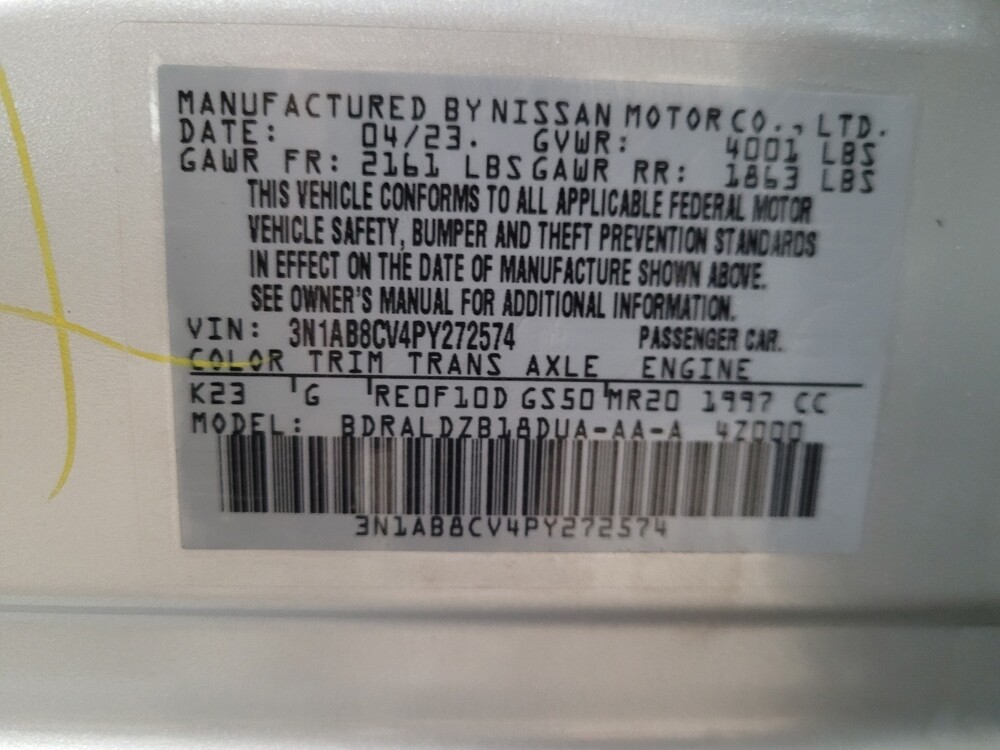 MANUFACTURED BY NISSAN MOTOR CO., LTD.
DATE: 04/23. GVWR: 4001 LBS
GAWR FR: 2161 LBS GAWR RR: 1863 LBS
THIS VEHICLE CONFORMS TO ALL APPLICABLE FEDERAL MOTOR
VEHICLE SAFETY, BUMPER AND THEFT PREVENTION STANDARDS
IN EFFECT ON THE DATE OF MANUFACTURE SHOWN ABOVE.
SEE OWNER'S MANUAL FOR ADDITIONAL INFORMATION.
VIN: 3N1AB8CV4PY272574 PASSENGER CAR.
COLOR TRIM TRANS AXLE ENGINE
K23 G RE0F10D GS50 MR20 1997 CC
MODEL: BDRALDZB18DUA-AA-A 4Z000
3N1AB8CV4PY272574